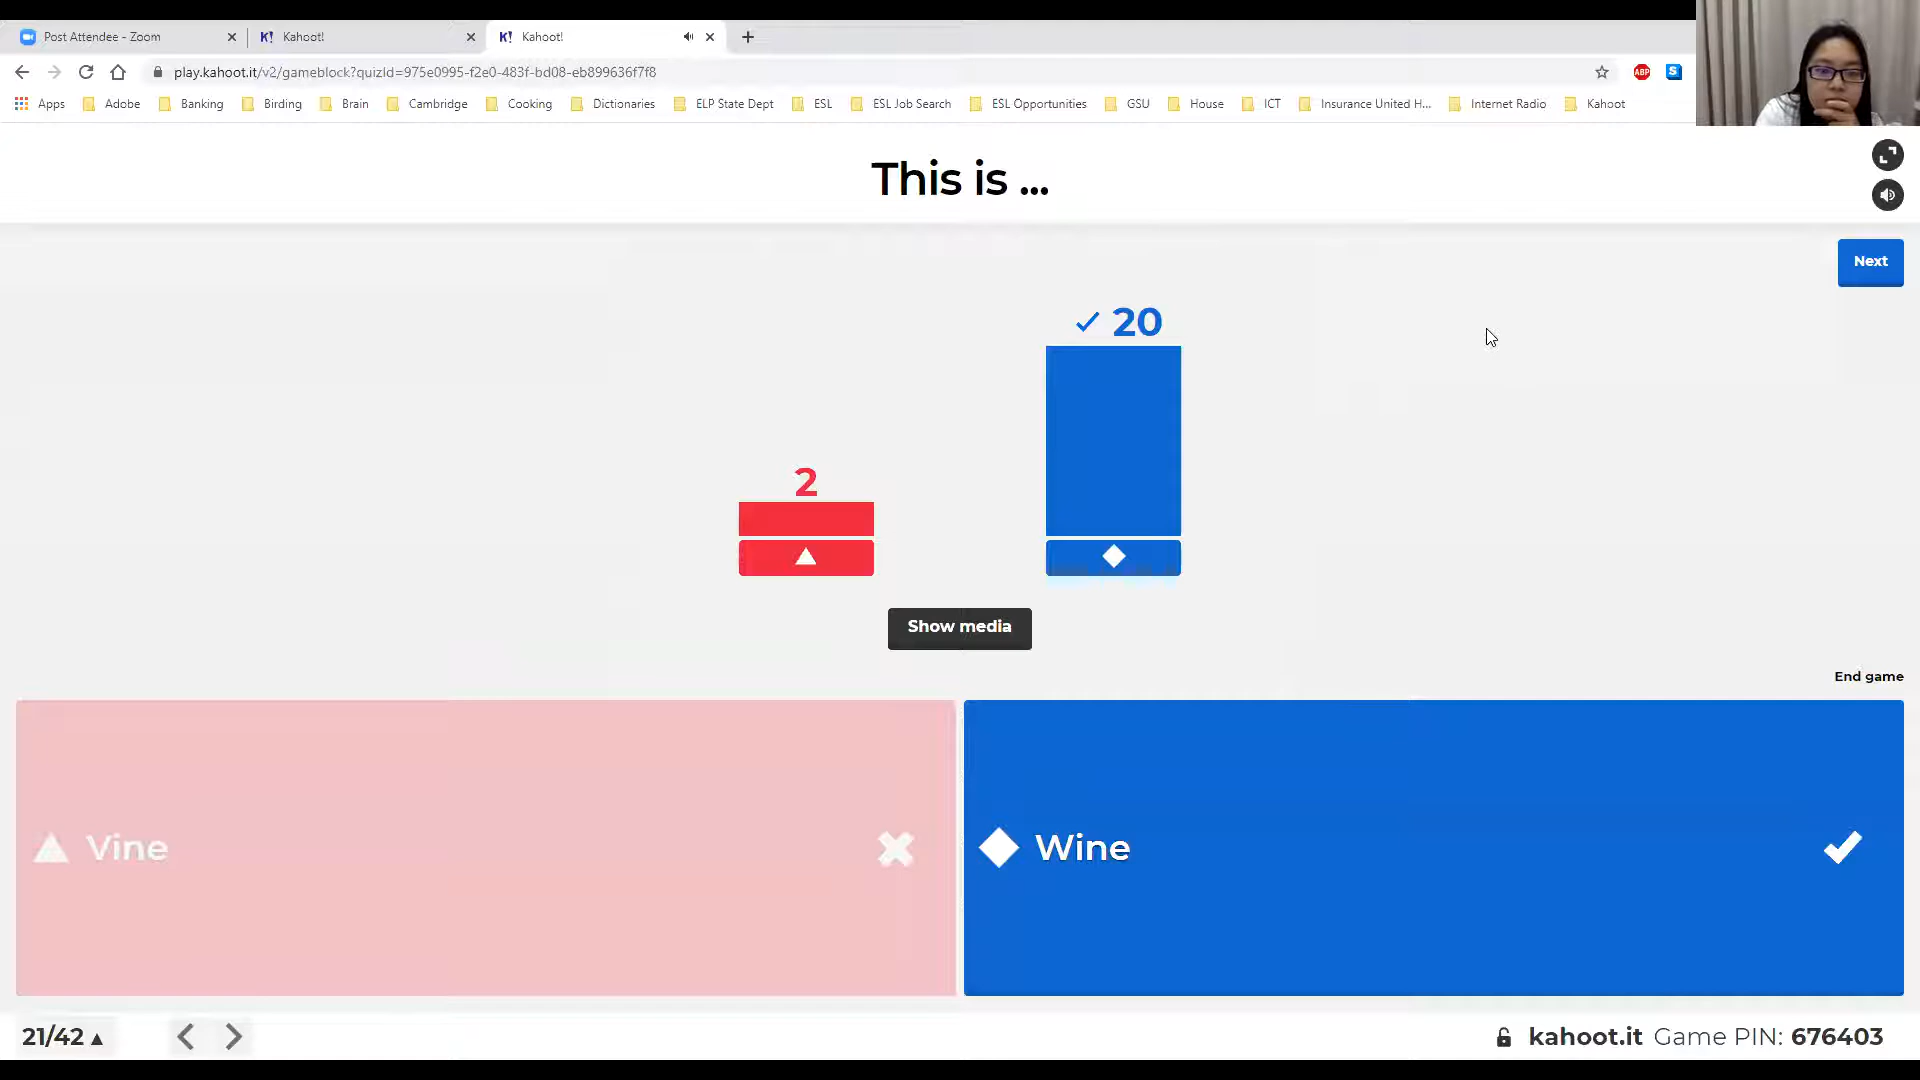 Post Attendee - Zoom
Kahoot!
Kahoot!
play.kahoot.it/v2/gameblock?quizId=975e0995-f2e0-483f-bd08-eb899636f7f8
ABP
S
Apps Adobe Banking Birding Brain Cambridge Cooking Dictionaries ELP State Dept ESL ESL Job Search ESL Opportunities GSU House ICT Insurance United H... Internet Radio Kahoot
This is ...
Next
20
2
Show media
End game
Vine
Wine
21/42
kahoot.it Game PIN: 676403